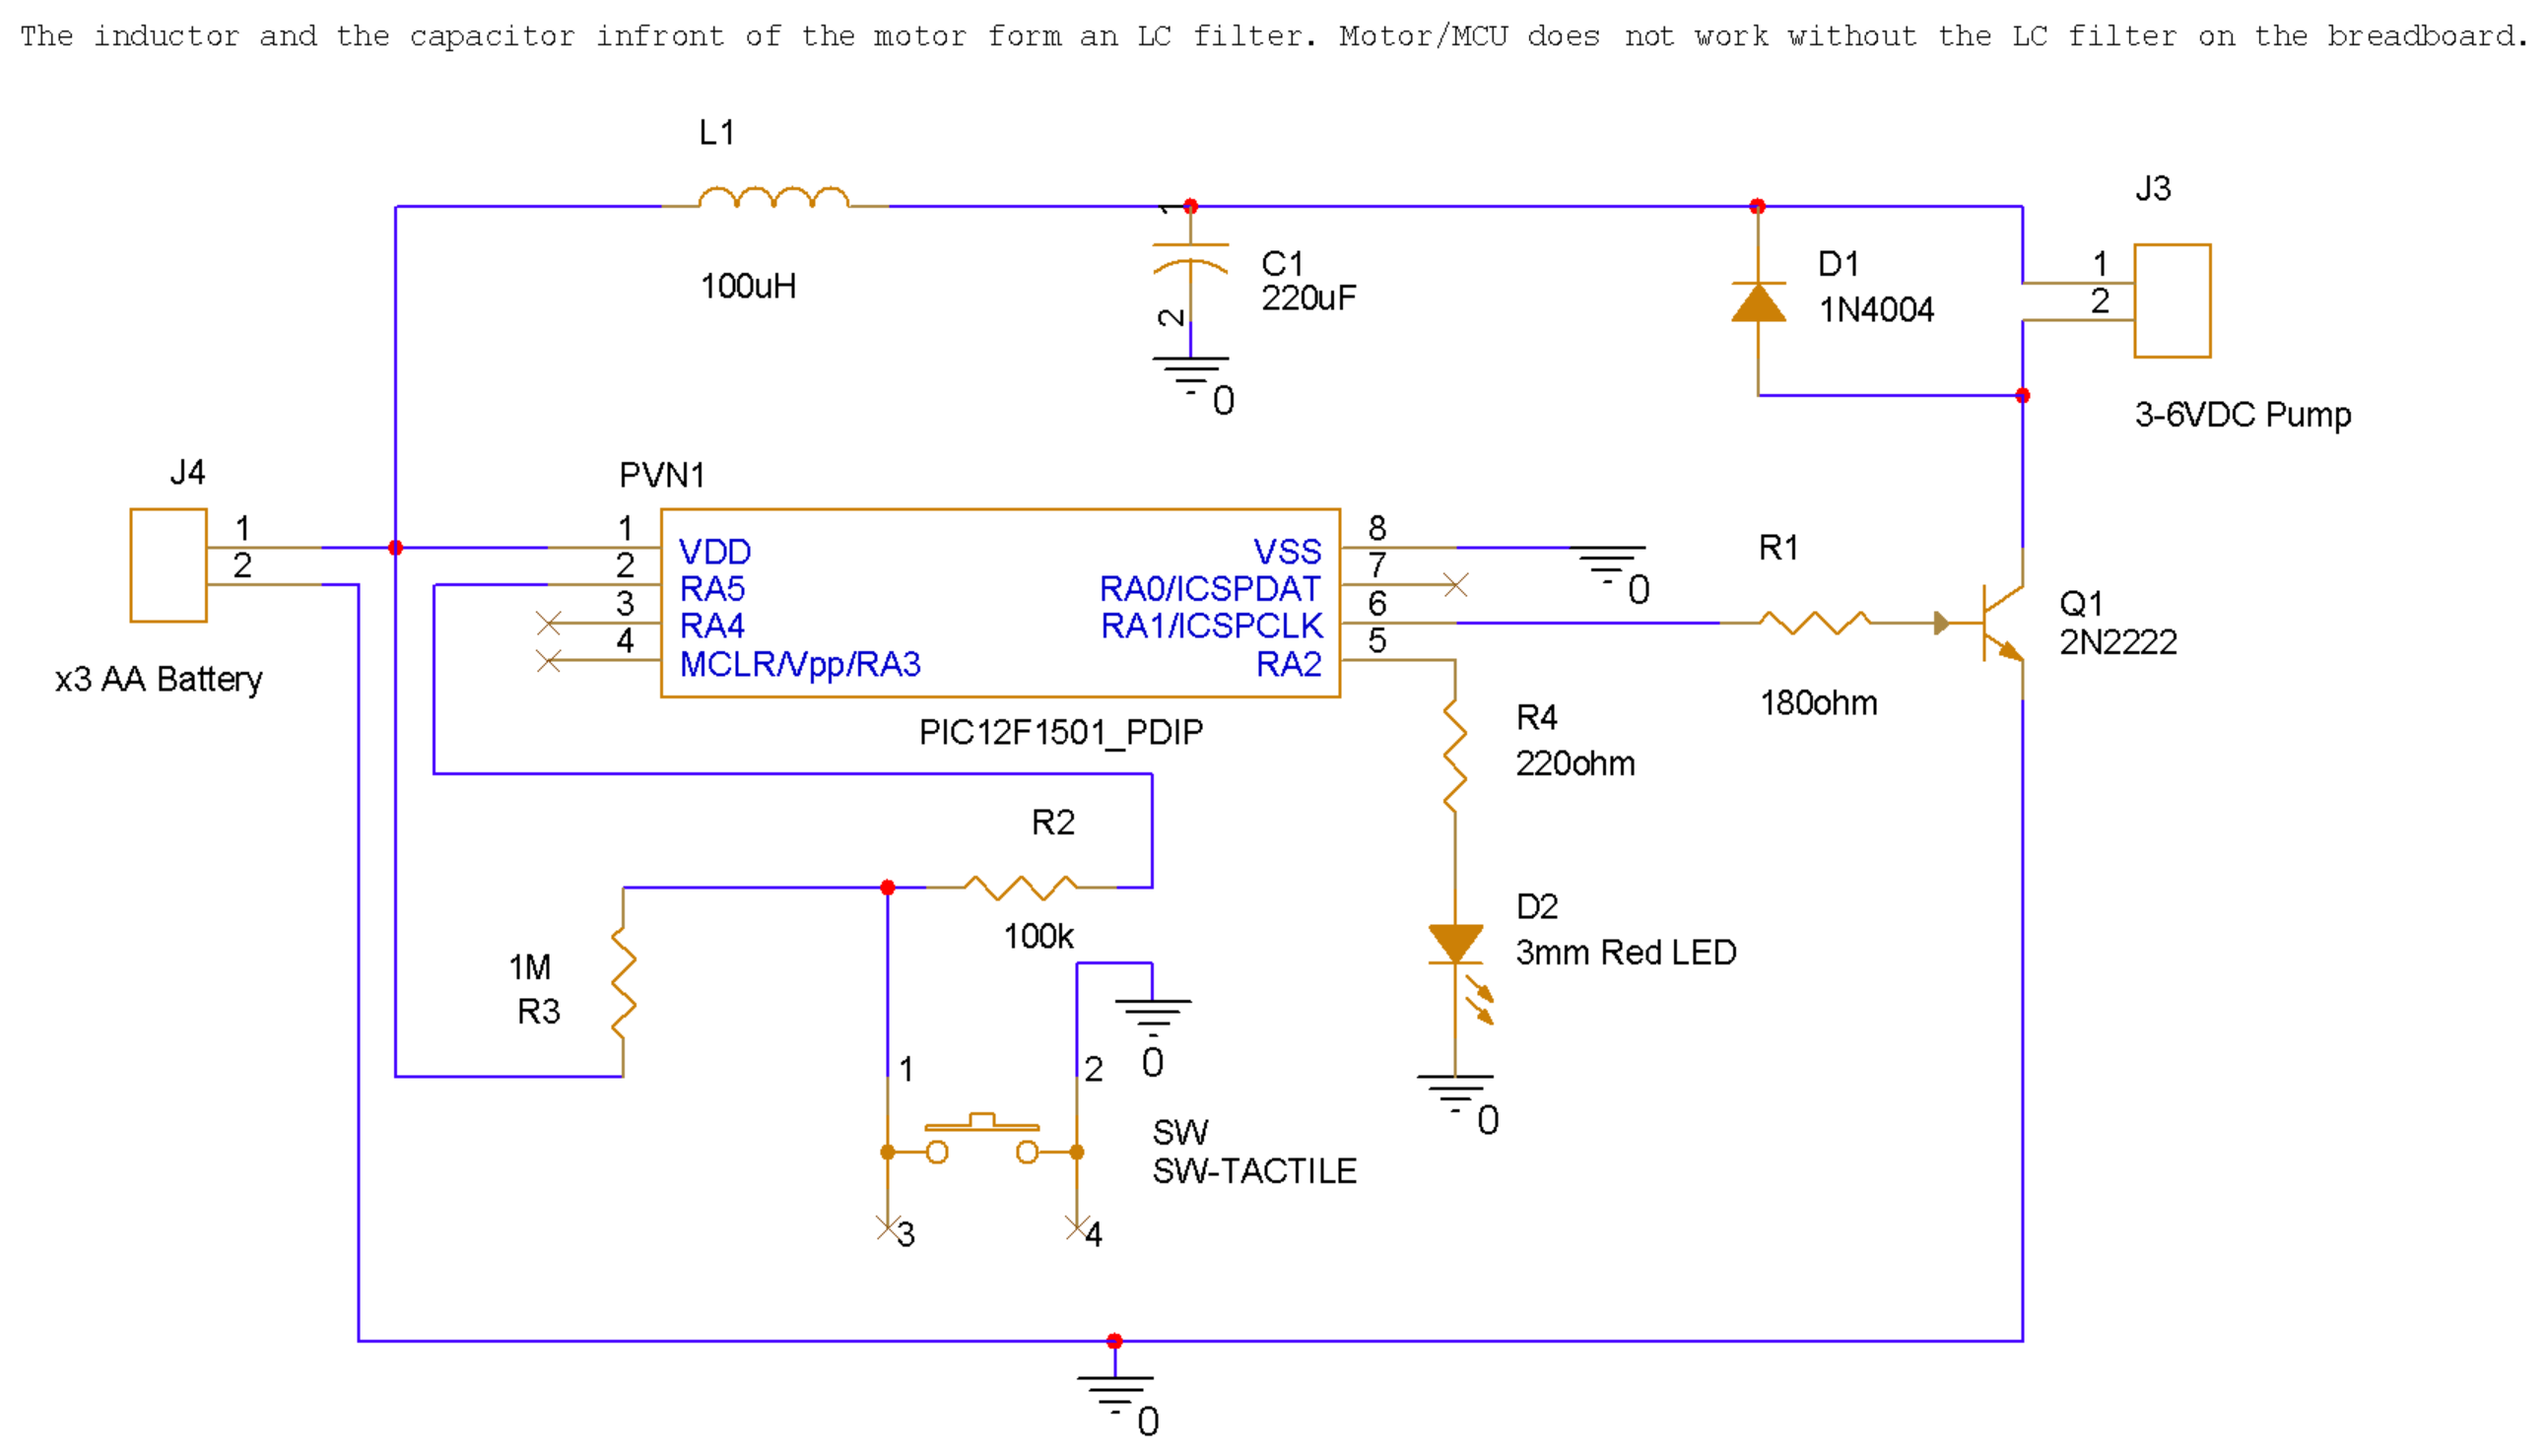 The inductor and the capacitor infront of the motor form an LC filter. Motor/MCU does not work without the LC filter on the breadboard.
L1
100uH
1
C1
220uF
2
0
D1
1N4004
J3
1
2
3-6VDC Pump
J4
1
2
x3 AA Battery
PVN1
1
2
3
4
VDD
RA5
RA4
MCLR/Vpp/RA3
VSS
RA0/ICSPDAT
RA1/ICSPCLK
RA2
8
7
6
5
PIC12F1501_PDIP
0
R1
180ohm
Q1
2N2222
R4
220ohm
R2
100k
D2
3mm Red LED
0
1M
R3
0
1
2
SW
SW-TACTILE
3
4
0